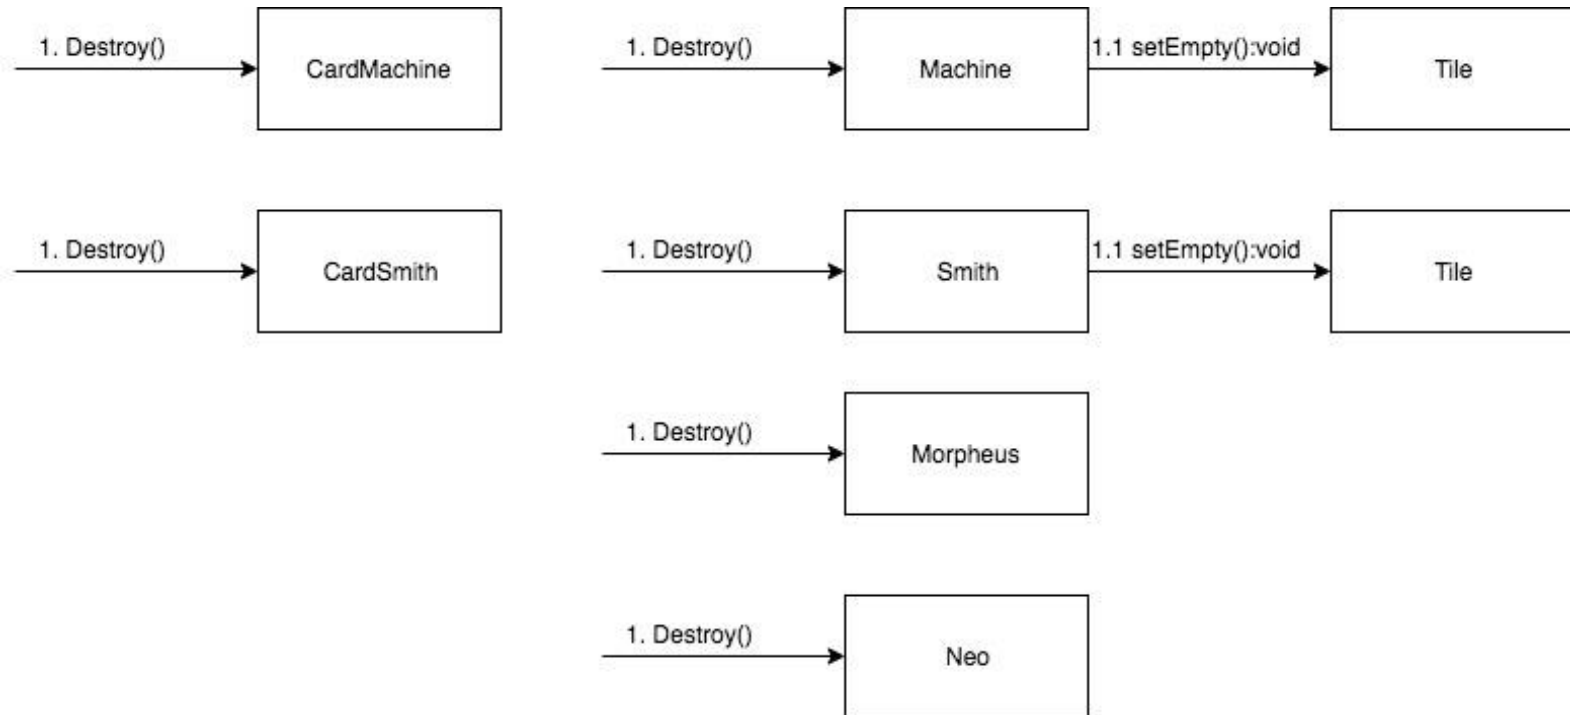 1. Destroy()
CardMachine
1. Destroy()
Machine
1.1 setEmpty():void
Tile
1. Destroy()
CardSmith
1. Destroy()
Smith
1.1 setEmpty():void
Tile
1. Destroy()
Morpheus
1. Destroy()
Neo